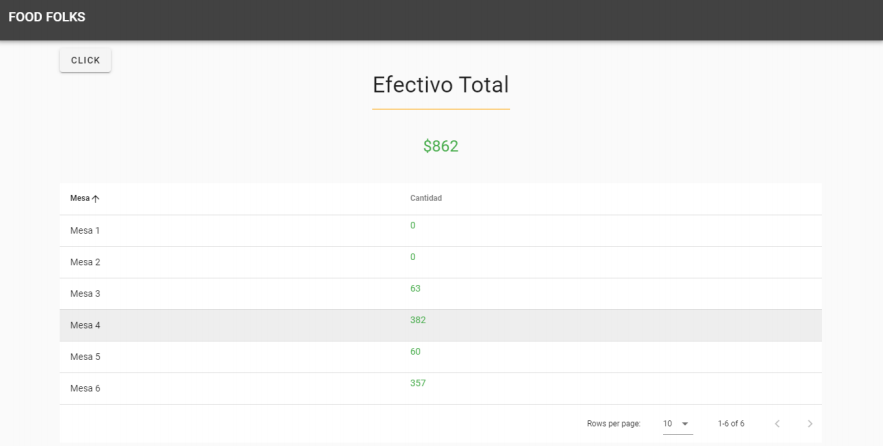 FOOD FOLKS
CLICK
Efectivo Total
$862
Mesa Cantidad
Mesa 1 0
Mesa 2 0
Mesa 3 63
Mesa 4 382
Mesa 5 60
Mesa 6 357
Rows per page: 10 1-6 of 6